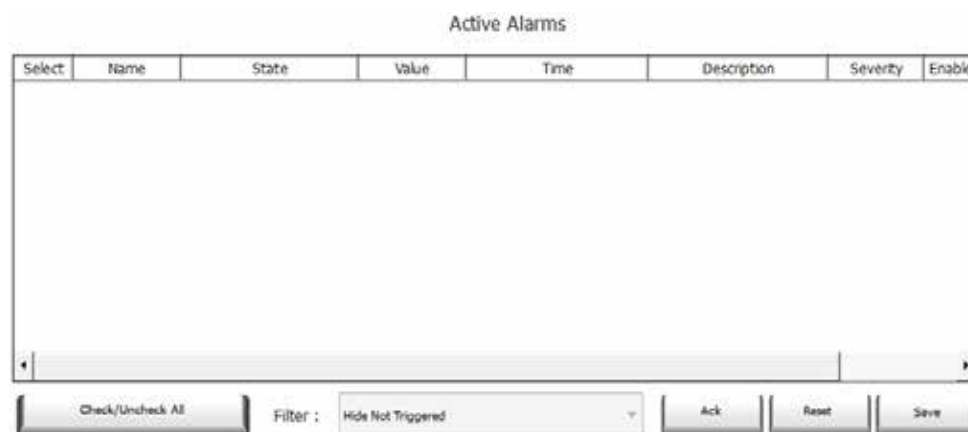 Active Alarms
Select Name State Value Time Description Severity Enable
Check/Uncheck All Filter : Hide Not Triggered Ack Reset Save